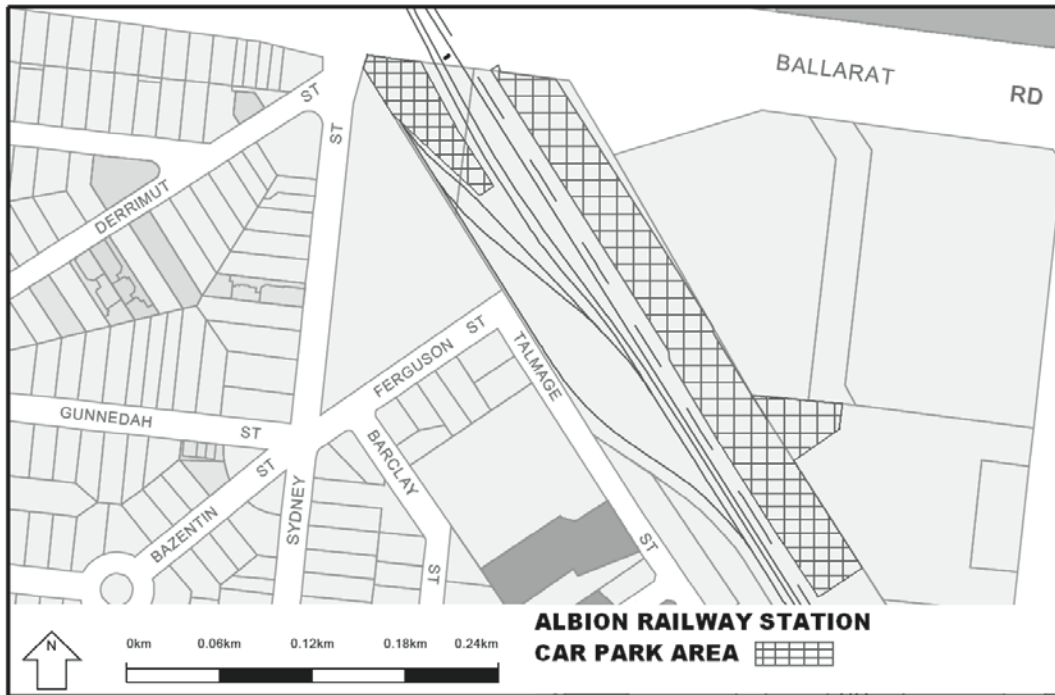 BALLARAT RD
ST
ST
DERRIMUT
FERGUSON ST
TALMAGE
GUNNEDAH ST
BARCLAY
ST
BAZENTIN
SYDNEY
ST
ST
N
0km 0.06km 0.12km 0.18km 0.24km
ALBION RAILWAY STATION
CAR PARK AREA